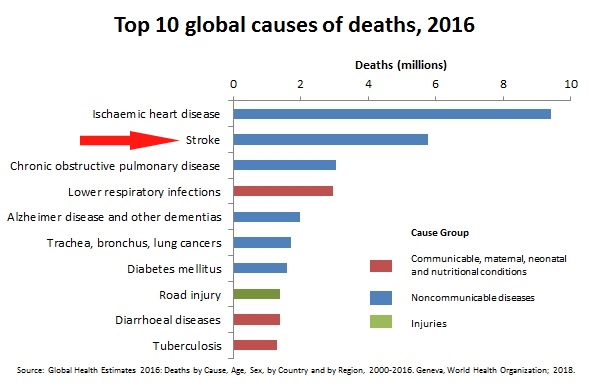 Top 10 global causes of deaths, 2016
Deaths (millions)
0 2 4 6 8 10
Ischaemic heart disease
Stroke
Chronic obstructive pulmonary disease
Lower respiratory infections
Alzheimer disease and other dementias
Trachea, bronchus, lung cancers
Diabetes mellitus
Road injury
Diarrhoeal diseases
Tuberculosis
Cause Group
Communicable, maternal, neonatal
and nutritional conditions
Noncommunicable diseases
Injuries
Source: Global Health Estimates 2016: Deaths by Cause, Age, Sex, by Country and by Region, 2000-2016. Geneva, World Health Organization; 2018.